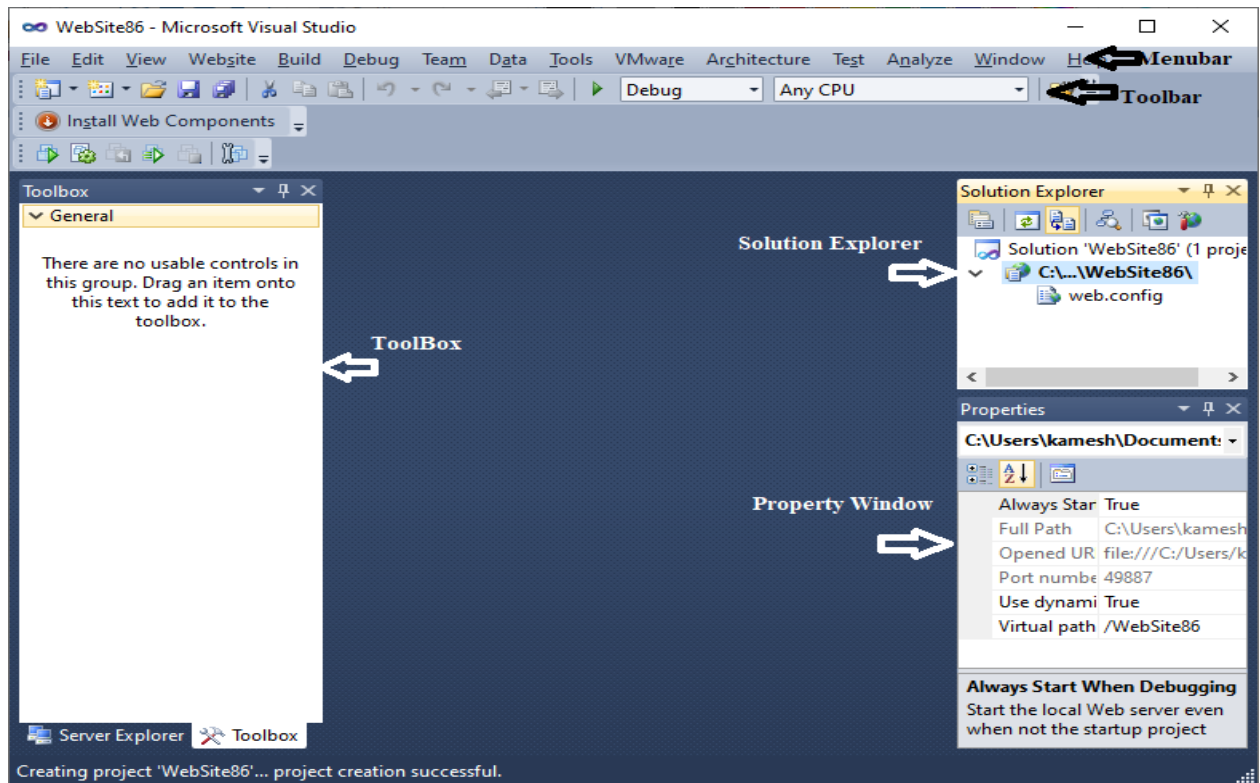 WebSite86 - Microsoft Visual Studio
File Edit View Website Build Debug Team Data Tools VMware Architecture Test Analyze Window Menubar
Debug Any CPU Toolbar
Install Web Components
Toolbox
General
There are no usable controls in
this group. Drag an item onto
this text to add it to the
toolbox.
ToolBox
Server Explorer Toolbox
Solution Explorer
Solution Explorer
Solution 'WebSite86' (1 proje
C:\...\WebSite86\
web.config
Property Window
Properties
C:\Users\kamesh\Document
Always Star True
Full Path C:\Users\kamesh
Opened UR file:///C:/Users/k
Port numbe 49887
Use dynami True
Virtual path /WebSite86
Always Start When Debugging
Start the local Web server even
when not the startup project
Creating project 'WebSite86'... project creation successful.